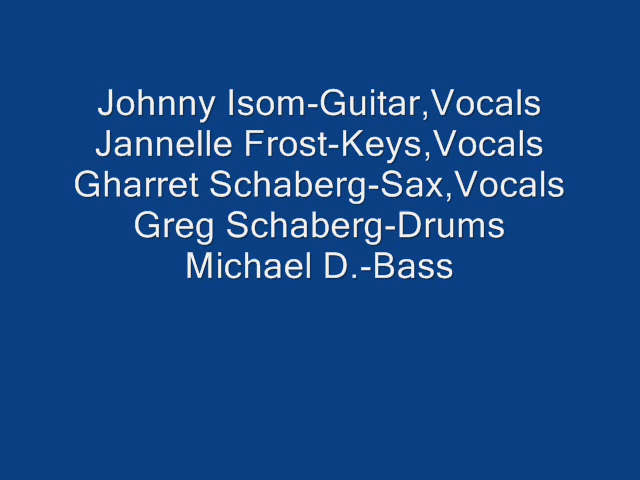 Johnny Isom-Guitar,Vocals
Jannelle Frost-Keys,Vocals
Gharret Schaberg-Sax,Vocals
Greg Schaberg-Drums
Michael D.-Bass